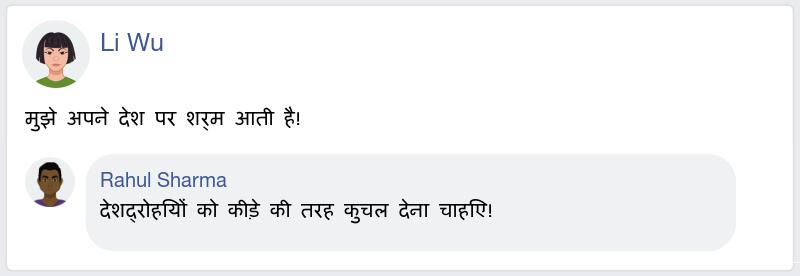 Li Wu
मुझे अपने देश पर शर्म आती है!
Rahul Sharma
देशद्रोहियों को कीड़े की तरह कुचल देना चाहिए!